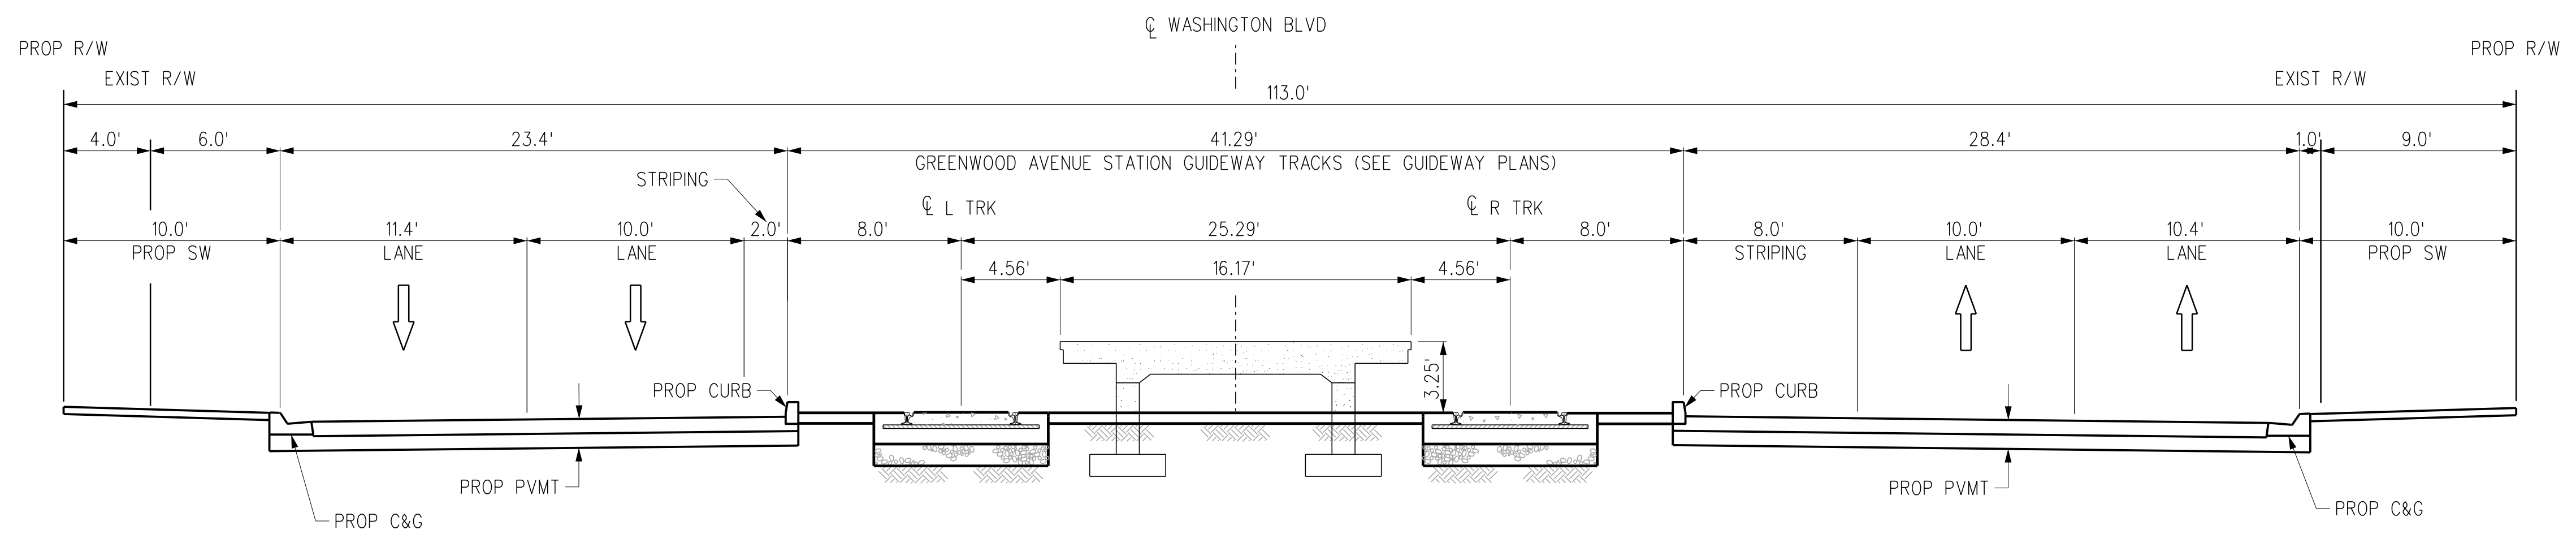 ℄ WASHINGTON BLVD
PROP R/W
PROP R/W
EXIST R/W
EXIST R/W
113.0'
4.0' 6.0' 23.4' 41.29' 28.4' 1.0' 9.0'
GREENWOOD AVENUE STATION GUIDEWAY TRACKS (SEE GUIDEWAY PLANS)
STRIPING
℄ L TRK ℄ R TRK
10.0' 11.4' 10.0' 2.0' 8.0' 25.29' 8.0' 8.0' 10.0' 10.4' 10.0'
PROP SW LANE LANE STRIPING LANE LANE PROP SW
4.56' 16.17' 4.56'
3.25'
PROP CURB
PROP CURB
PROP PVMT
PROP PVMT
PROP C&G
PROP C&G